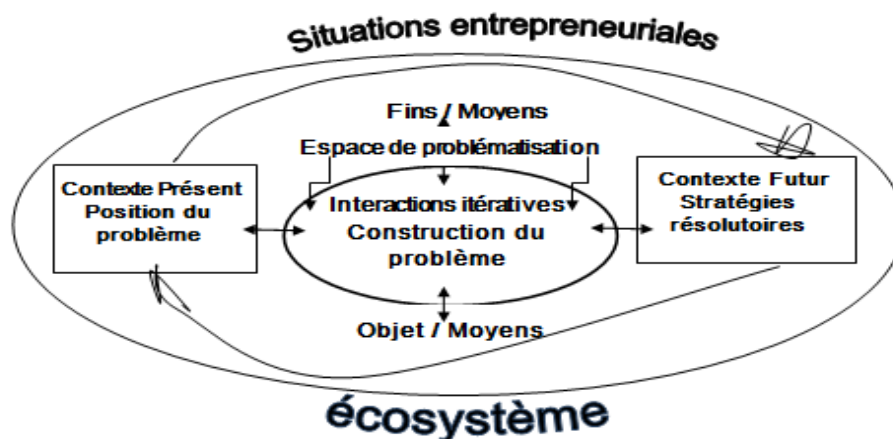 Situations entrepreneuriales
Fins / Moyens
Espace de problématisation
Contexte Présent
Position du
problème
Interactions itératives
Construction du
problème
Contexte Futur
Stratégies
résolutoires
Objet / Moyens
écosystème